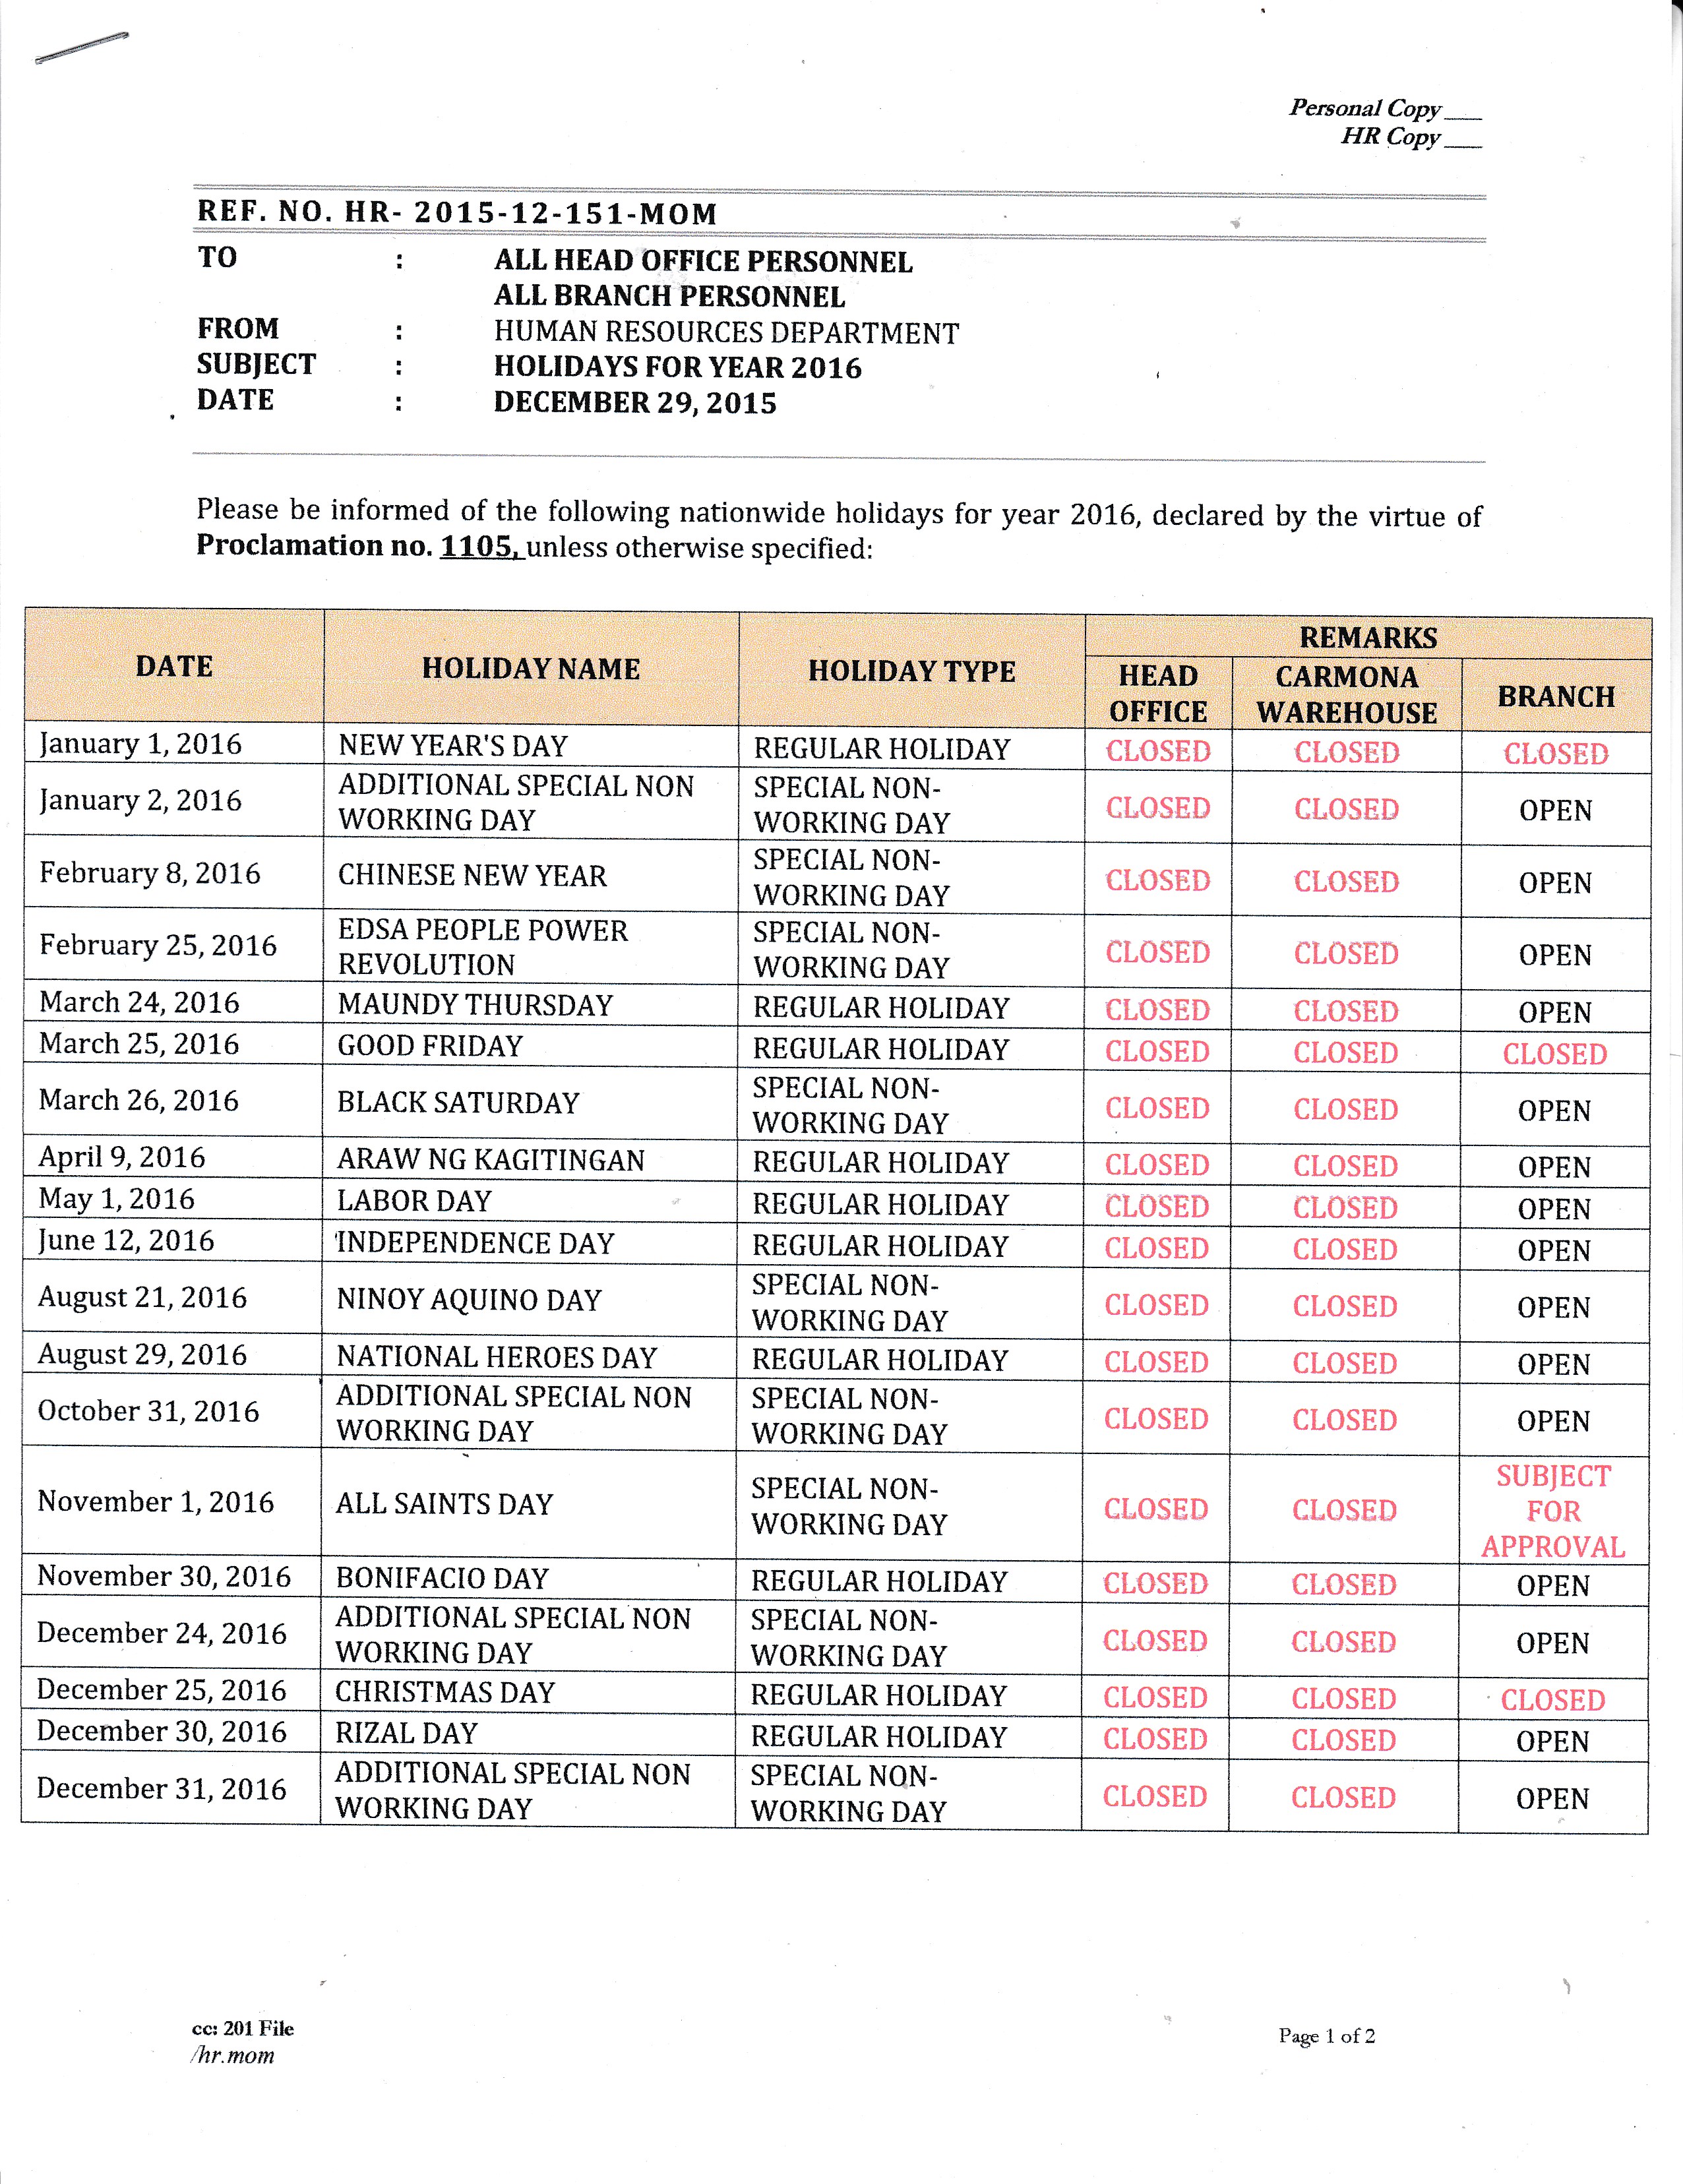 Personal Copy___
HR Copy___
REF. NO. HR- 2015-12-151-MOM
TO : ALL HEAD OFFICE PERSONNEL
ALL BRANCH PERSONNEL
FROM : HUMAN RESOURCES DEPARTMENT
SUBJECT : HOLIDAYS FOR YEAR 2016
DATE : DECEMBER 29, 2015
Please be informed of the following nationwide holidays for year 2016, declared by the virtue of
Proclamation no. 1105, unless otherwise specified:
REMARKS
DATE HOLIDAY NAME HOLIDAY TYPE HEAD OFFICE CARMONA WAREHOUSE BRANCH
January 1, 2016 NEW YEAR'S DAY REGULAR HOLIDAY CLOSED CLOSED CLOSED
January 2, 2016 ADDITIONAL SPECIAL NON WORKING DAY SPECIAL NON-WORKING DAY CLOSED CLOSED OPEN
February 8, 2016 CHINESE NEW YEAR SPECIAL NON-WORKING DAY CLOSED CLOSED OPEN
February 25, 2016 EDSA PEOPLE POWER REVOLUTION SPECIAL NON-WORKING DAY CLOSED CLOSED OPEN
March 24, 2016 MAUNDY THURSDAY REGULAR HOLIDAY CLOSED CLOSED OPEN
March 25, 2016 GOOD FRIDAY REGULAR HOLIDAY CLOSED CLOSED CLOSED
March 26, 2016 BLACK SATURDAY SPECIAL NON-WORKING DAY CLOSED CLOSED OPEN
April 9, 2016 ARAW NG KAGITINGAN REGULAR HOLIDAY CLOSED CLOSED OPEN
May 1, 2016 LABOR DAY REGULAR HOLIDAY CLOSED CLOSED OPEN
June 12, 2016 INDEPENDENCE DAY REGULAR HOLIDAY CLOSED CLOSED OPEN
August 21, 2016 NINOY AQUINO DAY SPECIAL NON-WORKING DAY CLOSED CLOSED OPEN
August 29, 2016 NATIONAL HEROES DAY REGULAR HOLIDAY CLOSED CLOSED OPEN
October 31, 2016 ADDITIONAL SPECIAL NON WORKING DAY SPECIAL NON-WORKING DAY CLOSED CLOSED OPEN
November 1, 2016 ALL SAINTS DAY SPECIAL NON-WORKING DAY CLOSED CLOSED SUBJECT FOR APPROVAL
November 30, 2016 BONIFACIO DAY REGULAR HOLIDAY CLOSED CLOSED OPEN
December 24, 2016 ADDITIONAL SPECIAL NON WORKING DAY SPECIAL NON-WORKING DAY CLOSED CLOSED OPEN
December 25, 2016 CHRISTMAS DAY REGULAR HOLIDAY CLOSED CLOSED CLOSED
December 30, 2016 RIZAL DAY REGULAR HOLIDAY CLOSED CLOSED OPEN
December 31, 2016 ADDITIONAL SPECIAL NON WORKING DAY SPECIAL NON-WORKING DAY CLOSED CLOSED OPEN
cc: 201 File
/hr.mom
Page 1 of 2